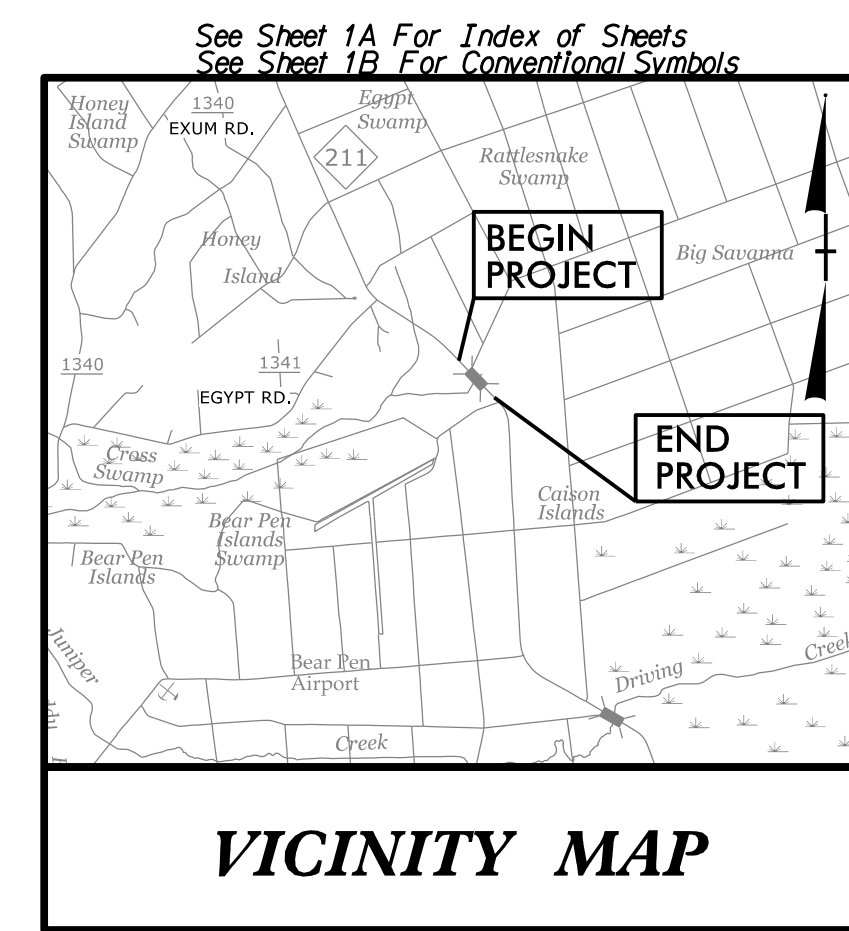 See Sheet 1A For Index of Sheets
See Sheet 1B For Conventional Symbols
Honey
Island
Swamp
1340
EXUM RD.
Egypt
Swamp
211
Rattlesnake
Swamp
Honey
Island
BEGIN
PROJECT
Big Savanna
1340
1341
EGYPT RD.
END
PROJECT
Cross
Swamp
Caison
Islands
Bear Pen
Islands
Swamp
Bear Pen
Islands
Juniper
Bear Pen
Airport
Driving
Creek
Creek
VICINITY MAP